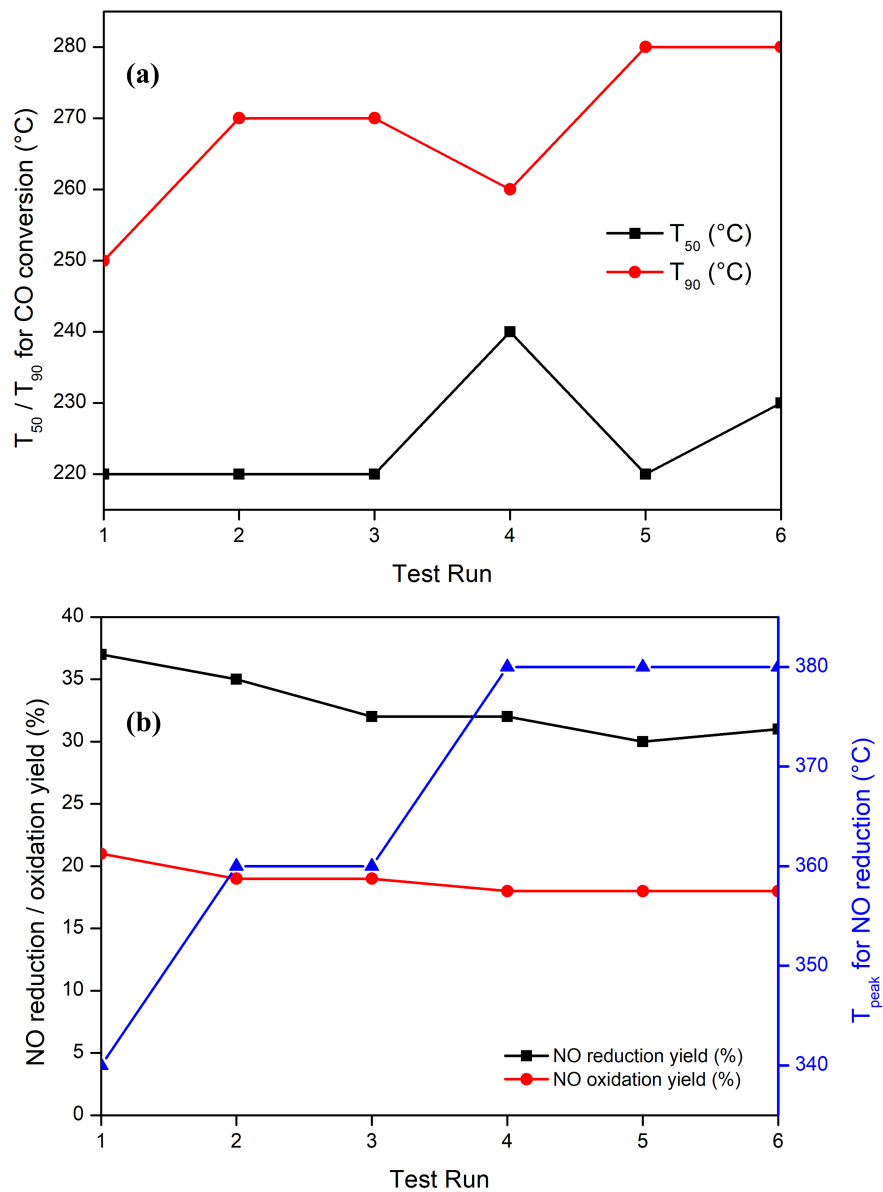 (a)
280
270
260
250
240
230
220
T50 / T90 for CO conversion (°C)
T50 (°C)
T90 (°C)
1 2 3 4 5 6
Test Run
(b)
40
35
30
25
20
15
10
5
0
NO reduction / oxidation yield (%)
380
370
360
350
340
Tpeak for NO reduction (°C)
NO reduction yield (%)
NO oxidation yield (%)
1 2 3 4 5 6
Test Run